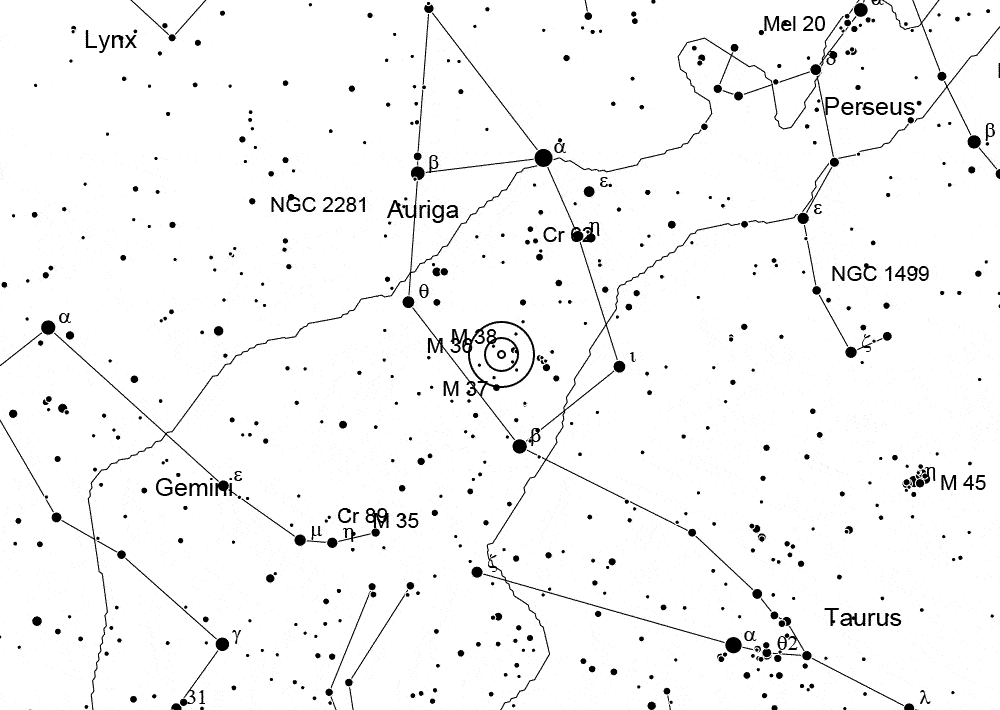 α
Mel 20
Lynx
δ
Perseus
β
α
β
ε
NGC 2281
Auriga
ε
η
Cr 62
NGC 1499
θ
α
M 38
M 36
ζ
ι
M 37
β
η
M 45
ε
Gemini
Cr 89
M 35
μ
η
ζ
Taurus
γ
α
θ2
31
λ